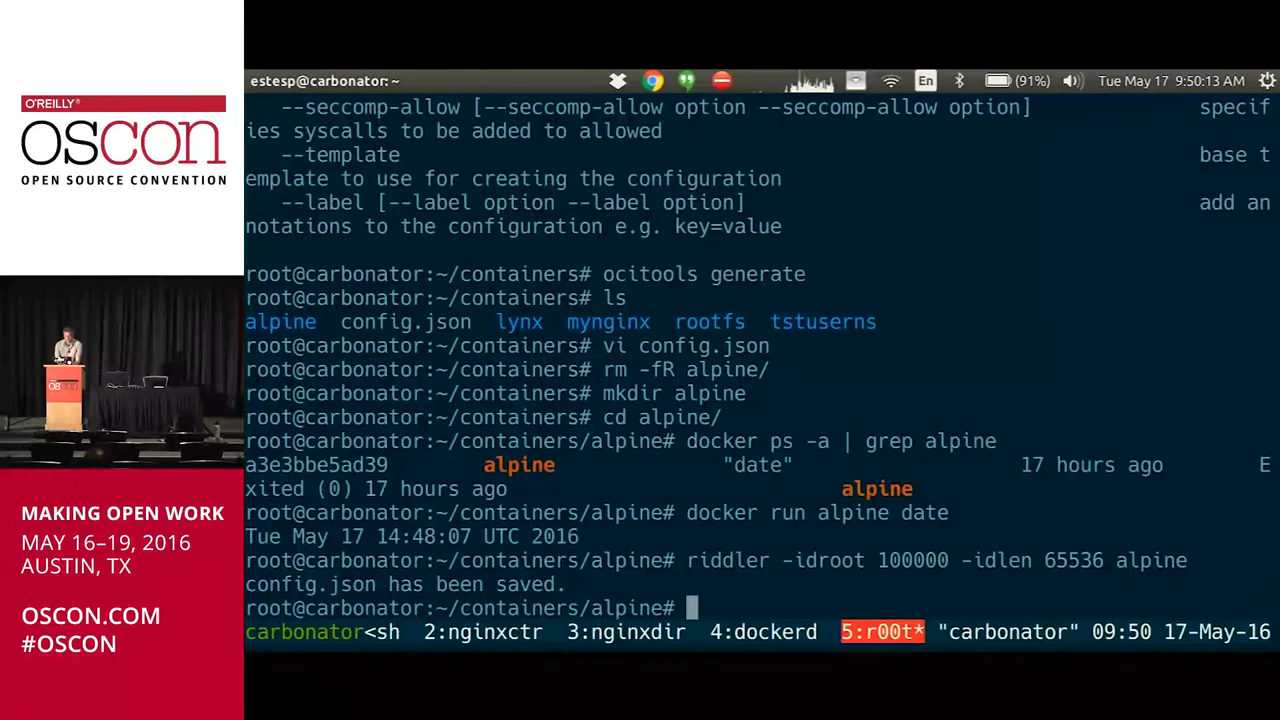 O'REILLY®
OSCON
OPEN SOURCE CONVENTION
MAKING OPEN WORK
MAY 16–19, 2016
AUSTIN, TX
OSCON.COM
#OSCON
estesp@carbonator: ~
En
(91%)
Tue May 17 9:50:13 AM
--seccomp-allow [--seccomp-allow option --seccomp-allow option] specif
ies syscalls to be added to allowed
--template base t
emplate to use for creating the configuration
--label [--label option --label option] add an
notations to the configuration e.g. key=value
root@carbonator:~/containers# ocitools generate
root@carbonator:~/containers# ls
alpine config.json lynx mynginx rootfs tstuserns
root@carbonator:~/containers# vi config.json
root@carbonator:~/containers# rm -fR alpine/
root@carbonator:~/containers# mkdir alpine
root@carbonator:~/containers# cd alpine/
root@carbonator:~/containers/alpine# docker ps -a | grep alpine
a3e3bbe5ad39 alpine "date" 17 hours ago E
xited (0) 17 hours ago alpine
root@carbonator:~/containers/alpine# docker run alpine date
Tue May 17 14:48:07 UTC 2016
root@carbonator:~/containers/alpine# riddler -idroot 100000 -idlen 65536 alpine
config.json has been saved.
root@carbonator:~/containers/alpine#
carbonator<sh 2:nginxctr 3:nginxdir 4:dockerd 5:r00t* "carbonator" 09:50 17-May-16